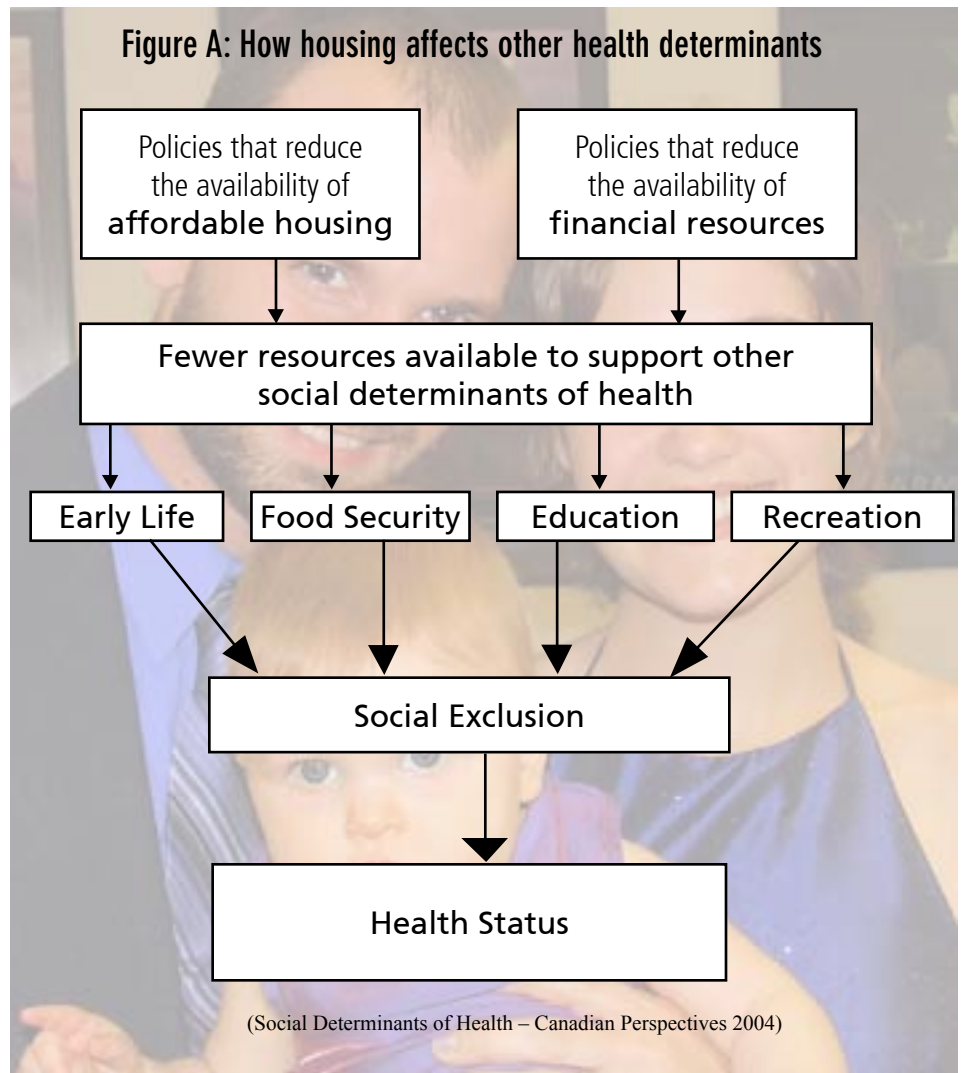 Figure A: How housing affects other health determinants
Policies that reduce
the availability of
affordable housing
Policies that reduce
the availability of
financial resources
Fewer resources available to support other
social determinants of health
Early Life
Food Security
Education
Recreation
Social Exclusion
Health Status
(Social Determinants of Health – Canadian Perspectives 2004)